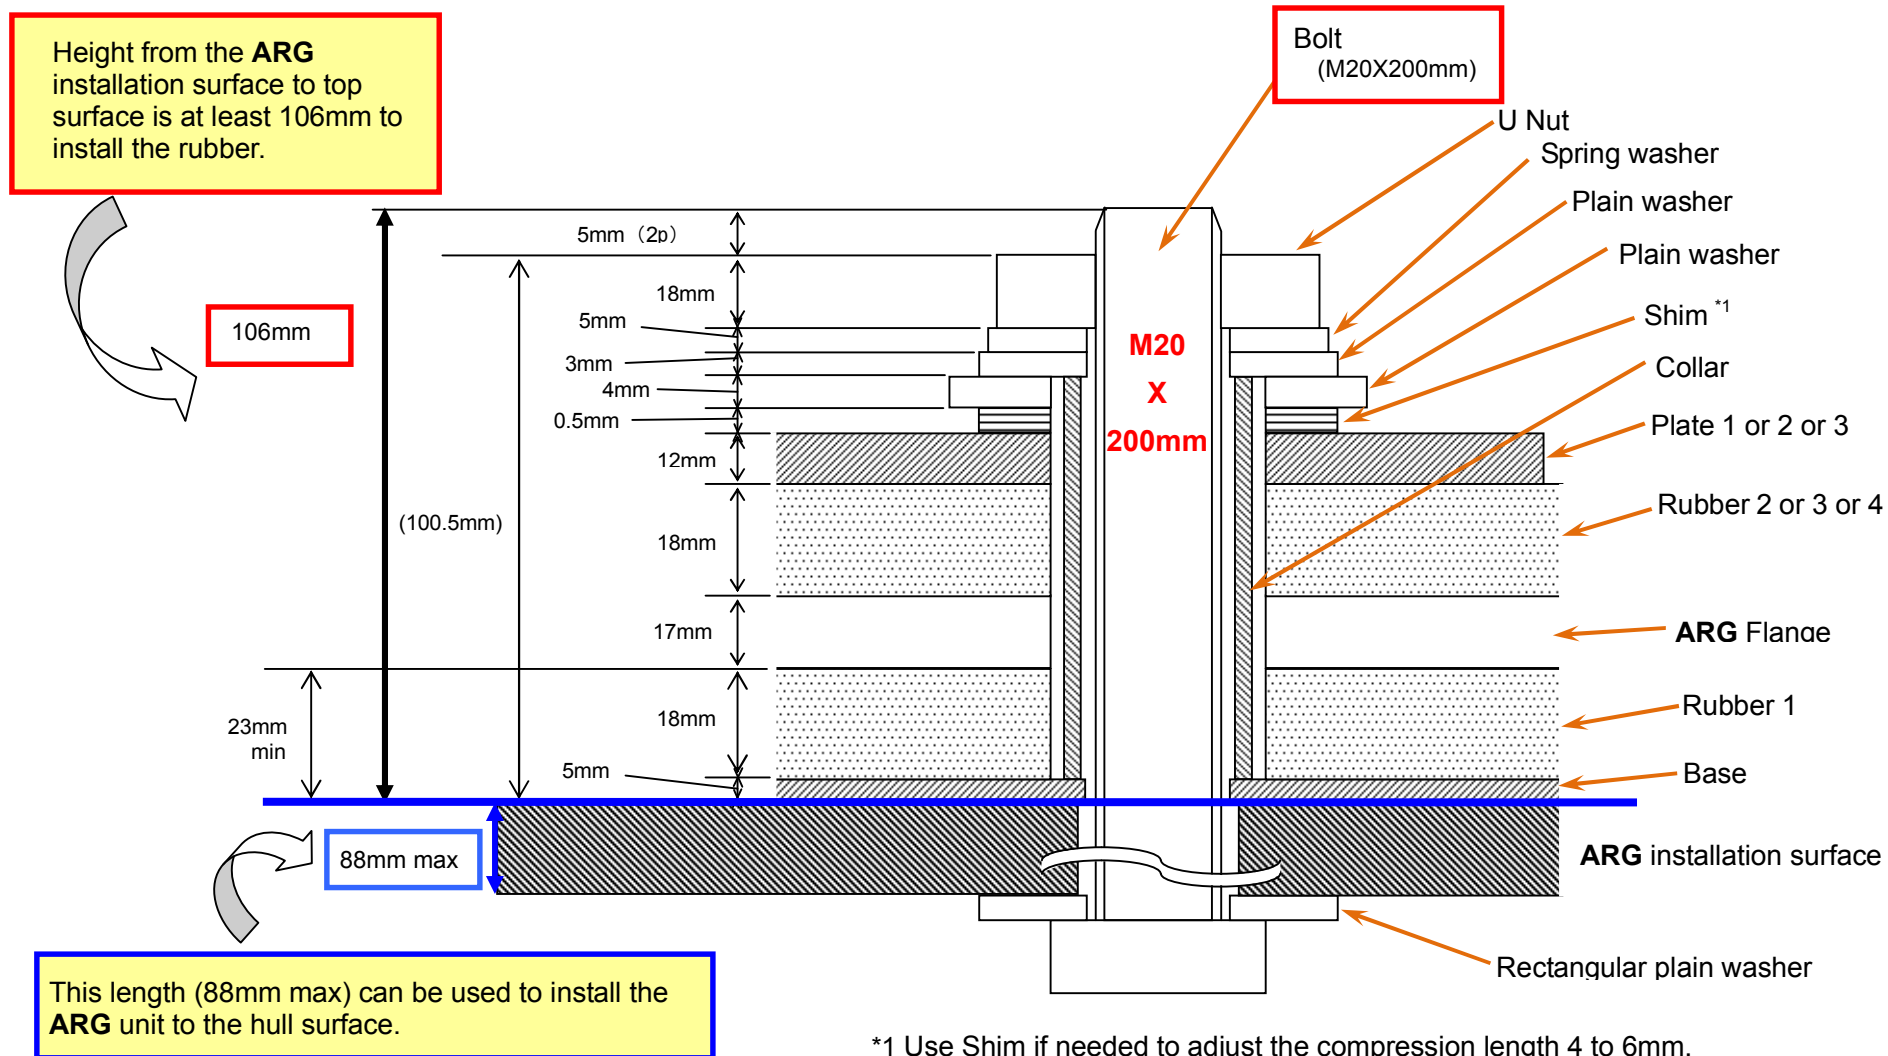 Height from the ARG
installation surface to top
surface is at least 106mm to
install the rubber.
Bolt
(M20X200mm)
U Nut
Spring washer
Plain washer
Plain washer
Shim *1
Collar
Plate 1 or 2 or 3
Rubber 2 or 3 or 4
ARG Flange
Rubber 1
Base
ARG installation surface
Rectangular plain washer
5mm（2p）
18mm
5mm
3mm
4mm
0.5mm
12mm
18mm
17mm
18mm
5mm
106mm
(100.5mm)
23mm
min
M20
X
200mm
88mm max
This length (88mm max) can be used to install the
ARG unit to the hull surface.
*1 Use Shim if needed to adjust the compression length 4 to 6mm.